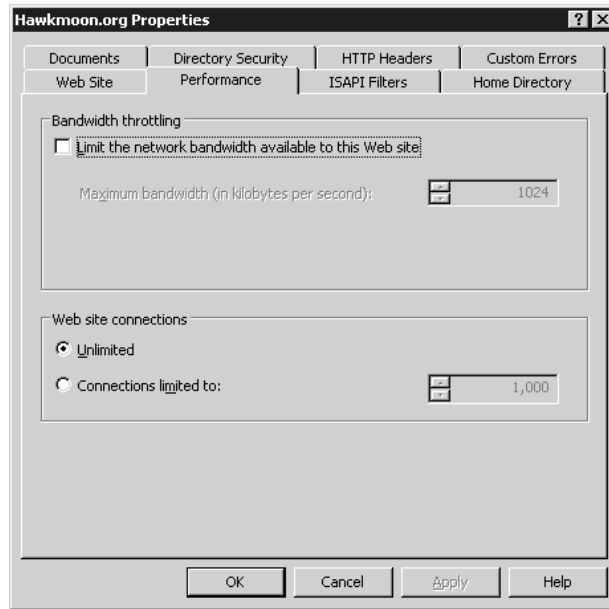 Hawkmoon.org Properties
Documents Directory Security HTTP Headers Custom Errors
Web Site Performance ISAPI Filters Home Directory
Bandwidth throttling
Limit the network bandwidth available to this Web site
Maximum bandwidth (in kilobytes per second): 1024
Web site connections
Unlimited
Connections limited to: 1,000
OK Cancel Apply Help